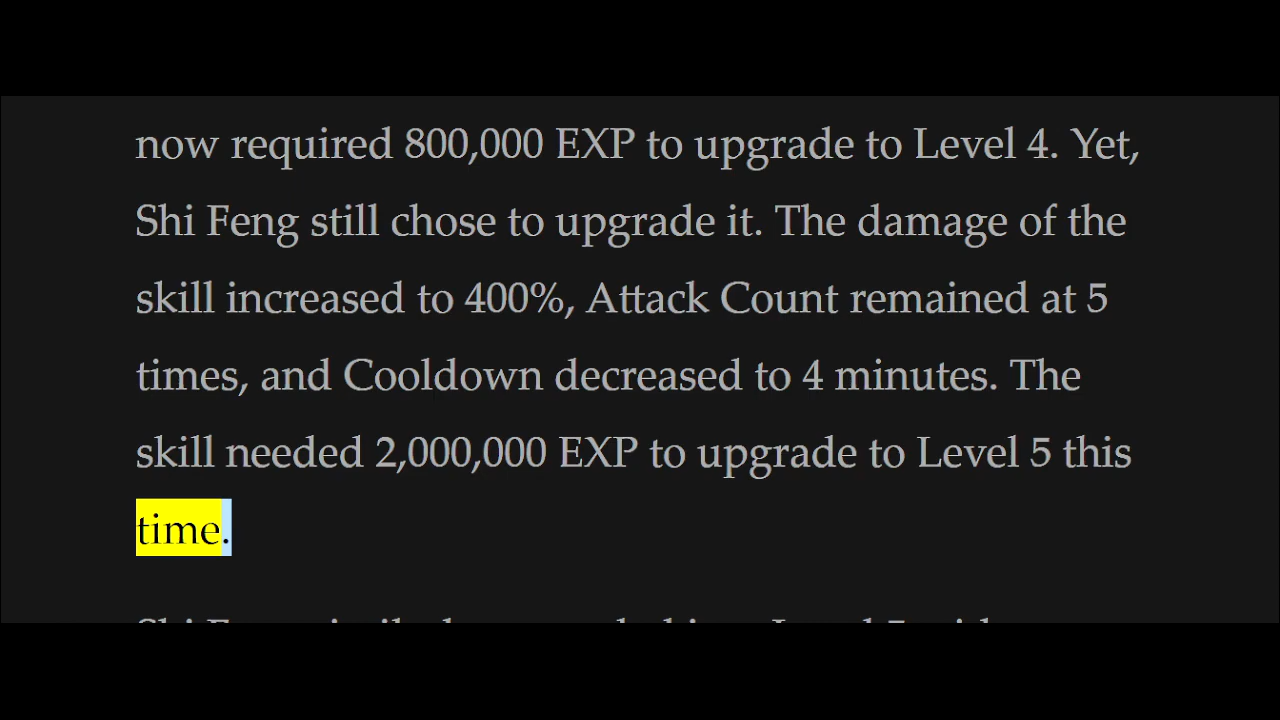 now required 800,000 EXP to upgrade to Level 4. Yet,
Shi Feng still chose to upgrade it. The damage of the
skill increased to 400%, Attack Count remained at 5
times, and Cooldown decreased to 4 minutes. The
skill needed 2,000,000 EXP to upgrade to Level 5 this
time.